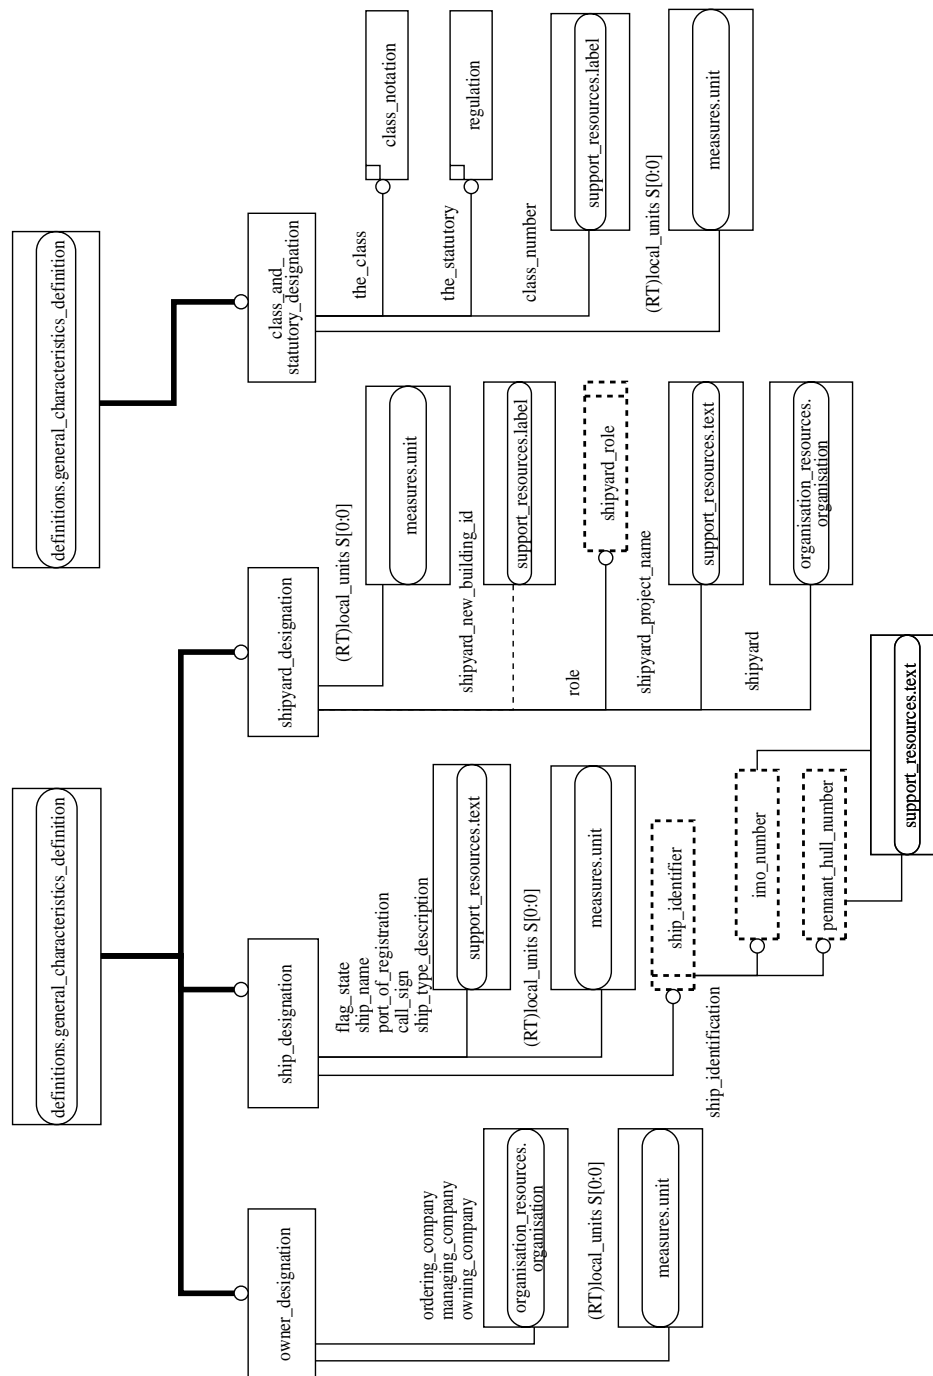 definitions.general_characteristics_definition
owner_designation
ordering_company
managing_company
owning_company
organisation_resources.
organisation
(RT)local_units S[0:0]
measures.unit
ship_designation
flag_state
ship_name
port_of_registration
call_sign
ship_type_description
support_resources.text
(RT)local_units S[0:0]
measures.unit
ship_identification
ship_identifier
imo_number
pennant_hull_number
support_resources.text
shipyard_designation
(RT)local_units S[0:0]
measures.unit
shipyard_new_building_id
support_resources.label
role
shipyard_role
shipyard_project_name
support_resources.text
shipyard
organisation_resources.
organisation
definitions.general_characteristics_definition
class_and_
statutory_designation
the_class
class_notation
the_statutory
regulation
class_number
support_resources.label
(RT)local_units S[0:0]
measures.unit